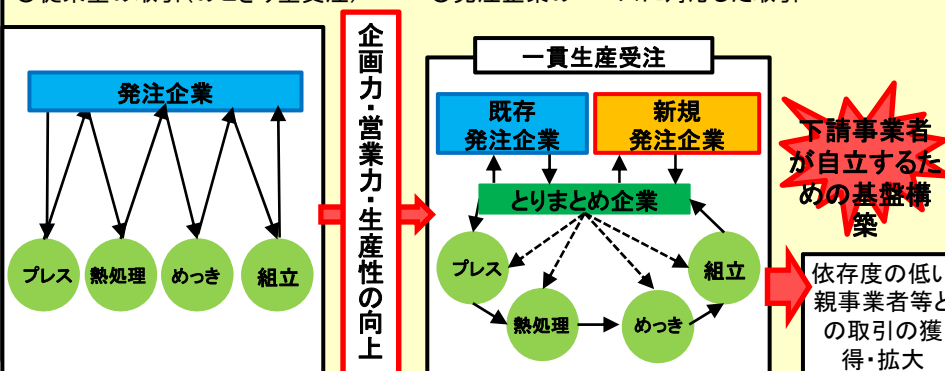 企画力・営業力・生産性の向上
発注企業
プレス
熱処理
めっき
組立
一貫生産受注
既存
発注企業
新規
発注企業
とりまとめ企業
プレス
熱処理
めっき
組立
下請事業者
が自立するた
めの基盤構
築
依存度の低い
親事業者等と
の取引の獲
得・拡大